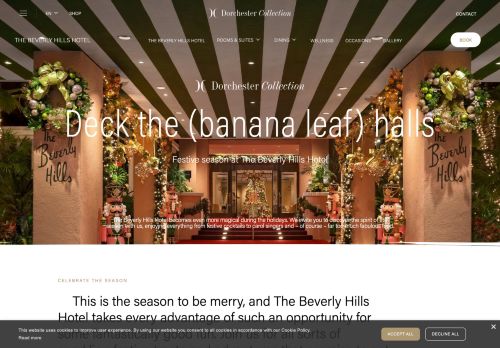 EN
SHOP
Dorchester Collection
CONTACT
THE BEVERLY HILLS HOTEL
THE BEVERLY HILLS HOTEL
ROOMS & SUITES
DINING
WELLNESS
OCCASIONS
GALLERY
BOOK
Dorchester Collection
Deck the (banana leaf) halls
Festive season at The Beverly Hills Hotel
The Beverly Hills
The Beverly Hills
The Beverly Hills Hotel becomes even more magical during the holidays. We invite you to discover the spirit of the
season with us, enjoying everything from festive cocktails to carol singers and – of course – far too much fabulous food.
CELEBRATE THE SEASON
This is the season to be merry, and The Beverly Hills
Hotel takes every advantage of such an opportunity for
some fantastically good fun. Join us for all sorts of
This website uses cookies to improve user experience. By using our website you consent to all cookies in accordance with our Cookie Policy.
Read more
ACCEPT ALL
DECLINE ALL
×